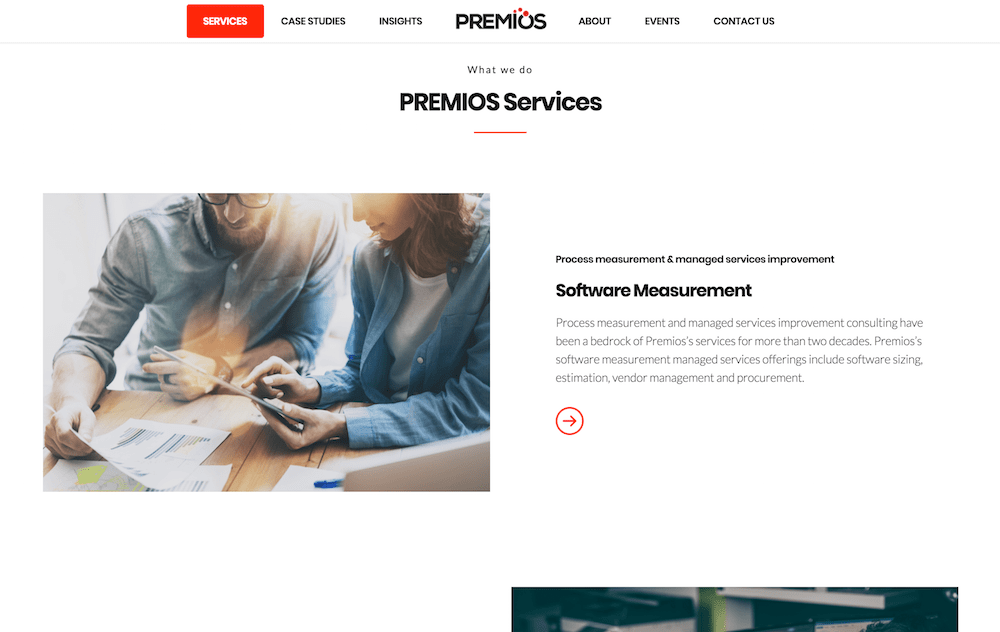 SERVICES CASE STUDIES INSIGHTS PREMIOS ABOUT EVENTS CONTACT US
What we do
PREMIOS Services
Process measurement & managed services improvement
Software Measurement
Process measurement and managed services improvement consulting have
been a bedrock of Premios’s services for more than two decades. Premios’s
software measurement managed services offerings include software sizing,
estimation, vendor management and procurement.